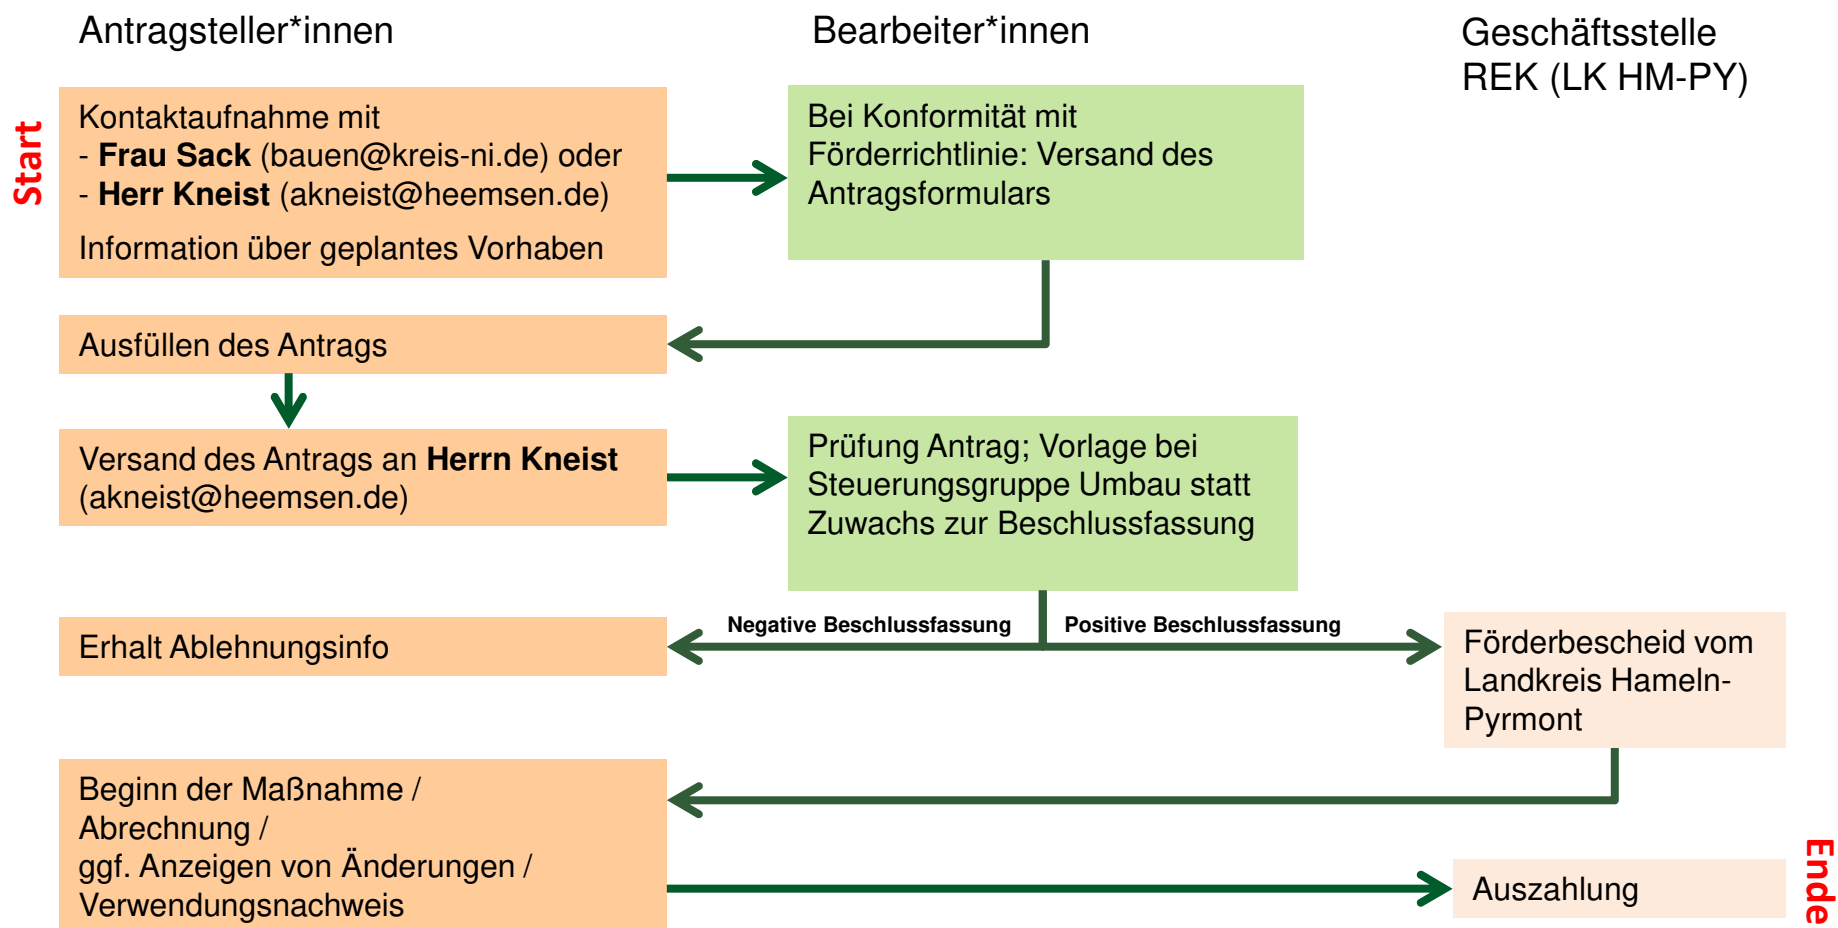 Antragsteller*innen
Bearbeiter*innen
Geschäftsstelle
REK (LK HM-PY)
Start
Kontaktaufnahme mit
- Frau Sack (bauen@kreis-ni.de) oder
- Herr Kneist (akneist@heemsen.de)
Information über geplantes Vorhaben
Bei Konformität mit
Förderrichtlinie: Versand des
Antragsformulars
Ausfüllen des Antrags
Versand des Antrags an Herrn Kneist
(akneist@heemsen.de)
Prüfung Antrag; Vorlage bei
Steuerungsgruppe Umbau statt
Zuwachs zur Beschlussfassung
Negative Beschlussfassung
Positive Beschlussfassung
Erhalt Ablehnungsinfo
Förderbescheid vom
Landkreis Hameln-
Pyrmont
Beginn der Maßnahme /
Abrechnung /
ggf. Anzeigen von Änderungen /
Verwendungsnachweis
Auszahlung
Ende